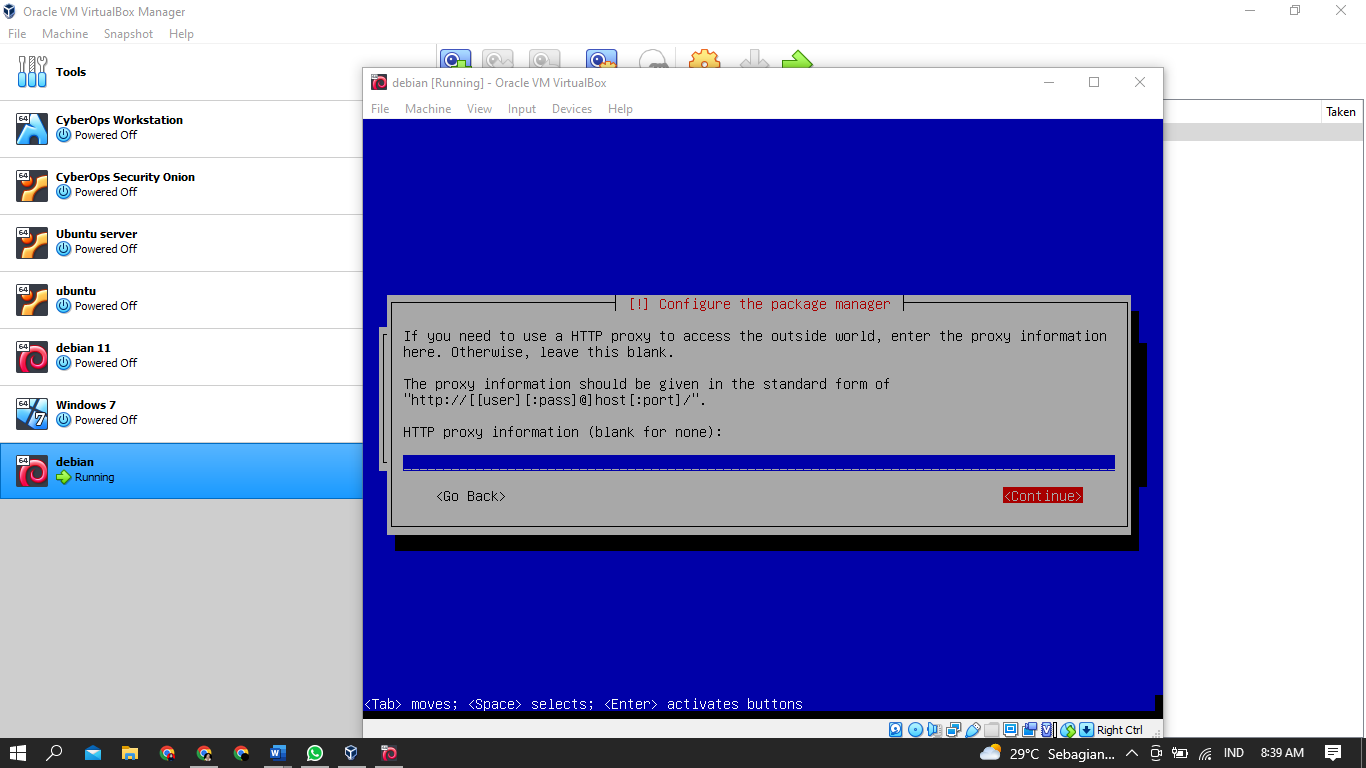 Oracle VM VirtualBox Manager
File Machine Snapshot Help
Tools
Taken
64
CyberOps Workstation
Powered Off
64
CyberOps Security Onion
Powered Off
64
Ubuntu server
Powered Off
64
ubuntu
Powered Off
64
debian 11
Powered Off
7
Windows 7
Powered Off
64
debian
Running
debian [Running] - Oracle VM VirtualBox
File Machine View Input Devices Help
[!] Configure the package manager
If you need to use a HTTP proxy to access the outside world, enter the proxy information
here. Otherwise, leave this blank.
The proxy information should be given in the standard form of
"http://[[user][:pass]@]host[:port]/".
HTTP proxy information (blank for none):
<Go Back> <Continue>
<Tab> moves; <Space> selects; <Enter> activates buttons
Right Ctrl
29°C Sebagian... IND 8:39 AM